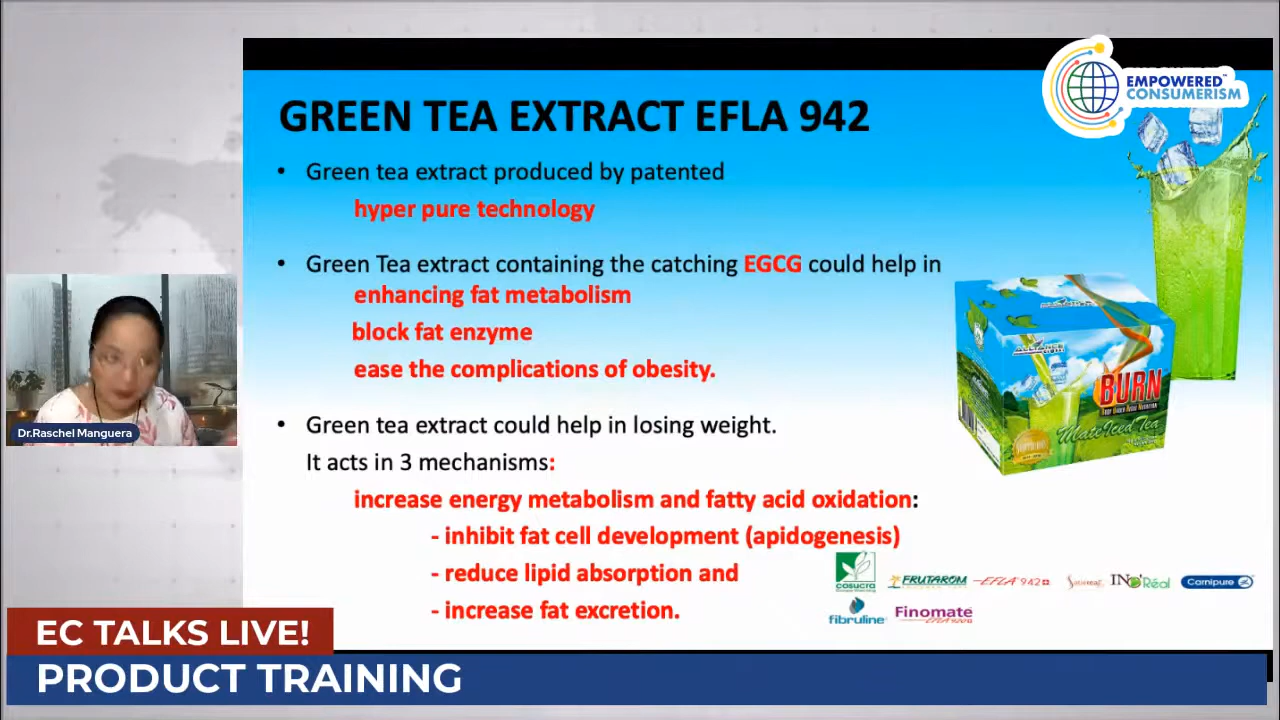 EMPOWERED™
CONSUMERISM
GREEN TEA EXTRACT EFLA 942
• Green tea extract produced by patented
hyper pure technology
• Green Tea extract containing the catching EGCG could help in
enhancing fat metabolism
block fat enzyme
ease the complications of obesity.
• Green tea extract could help in losing weight.
It acts in 3 mechanisms:
increase energy metabolism and fatty acid oxidation:
- inhibit fat cell development (apidogenesis)
- reduce lipid absorption and
- increase fat excretion.
ALLIANCE
BURN
Mate Iced Tea
Dr.Raschel Manguera
cosucra
FRUTAROM
EFLA 942
Carnipure
fibruline
Finomate
EC TALKS LIVE!
PRODUCT TRAINING